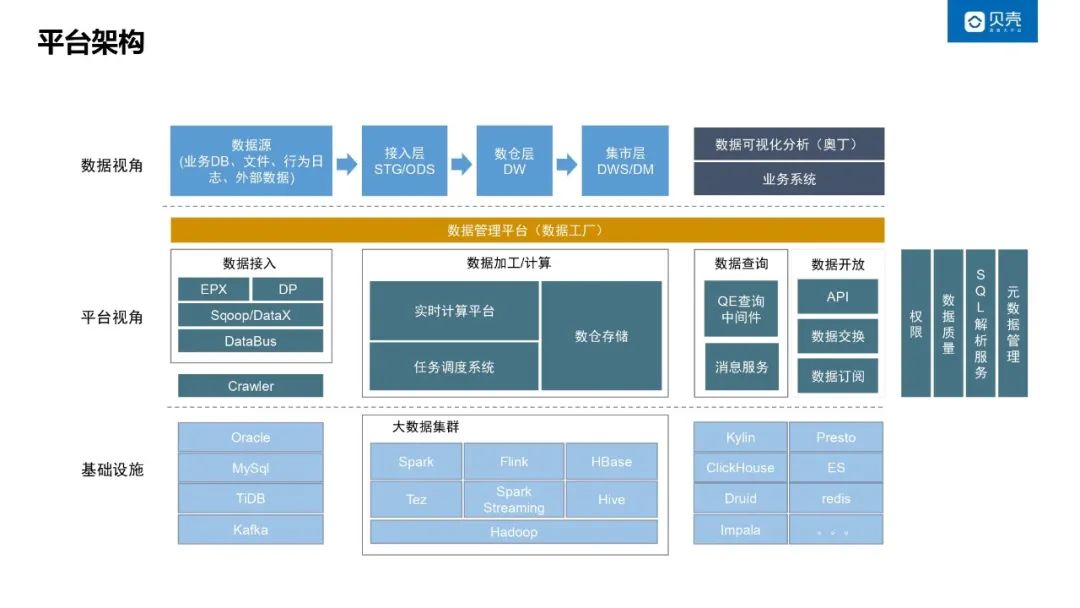 平台架构
贝壳
数据视角
数据源
(业务DB、文件、行为日
志、外部数据)
接入层
STG/ODS
数仓层
DW
集市层
DWS/DM
数据可视化分析（奥丁）
业务系统
数据管理平台（数据工厂）
平台视角
数据接入
EPX
DP
Sqoop/DataX
DataBus
Crawler
数据加工/计算
实时计算平台
任务调度系统
数仓存储
数据查询
QE查询
中间件
消息服务
数据开放
API
数据交换
数据订阅
权限
数据质量
SQL解析服务
元数据管理
基础设施
Oracle
MySql
TiDB
Kafka
大数据集群
Spark
Flink
HBase
Tez
Spark
Streaming
Hive
Hadoop
Kylin
Presto
ClickHouse
ES
Druid
redis
Impala
。。。